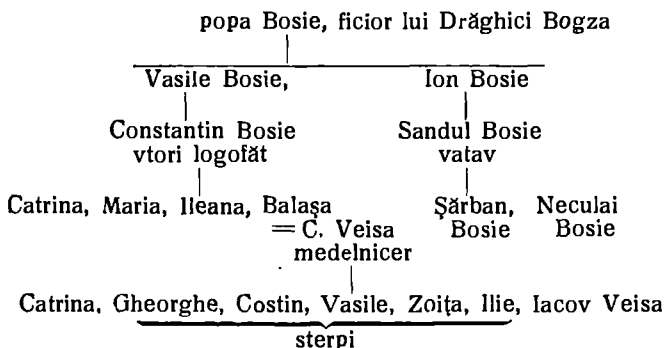 popa Bosie, ficior lui Drăghici Bogza
Vasile Bosie, Ion Bosie
Constantin Bosie Sandul Bosie
vtori logofăt vatav
Catrina, Maria, Ileana, Balaşa Şărban, Neculai
= C. Veisa Bosie Bosie
medelnicer
Catrina, Gheorghe, Costin, Vasile, Zoiţa, Ilie, Iacov Veisa
sterpi